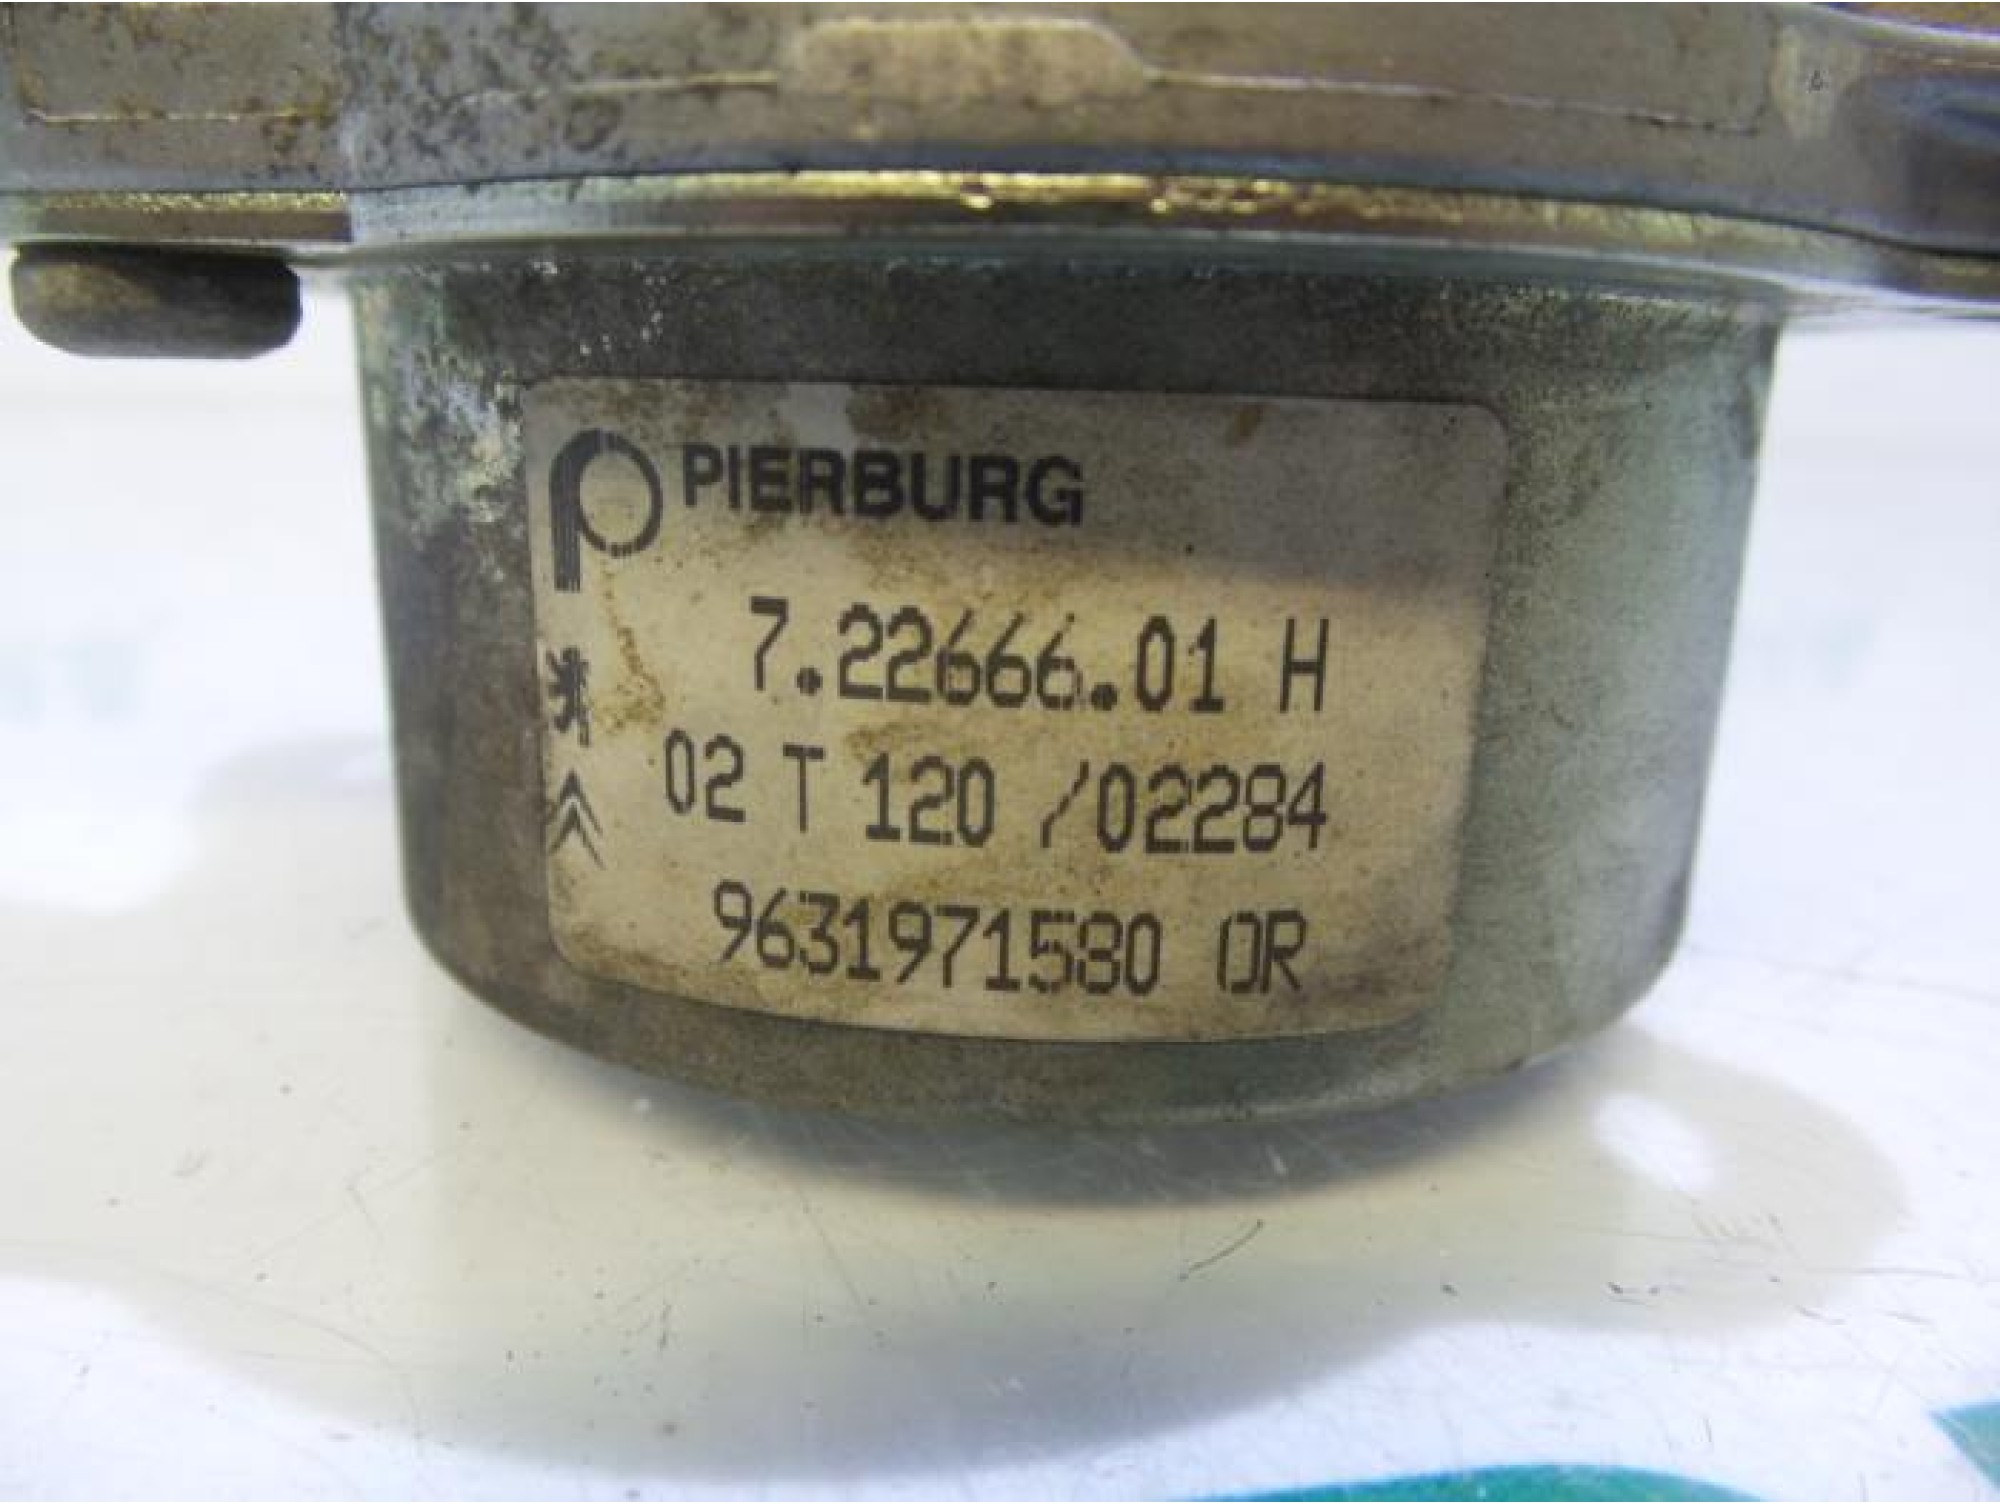 PIERBURG
7.22666.01 H
02 T 120 /02284
9631971580 OR